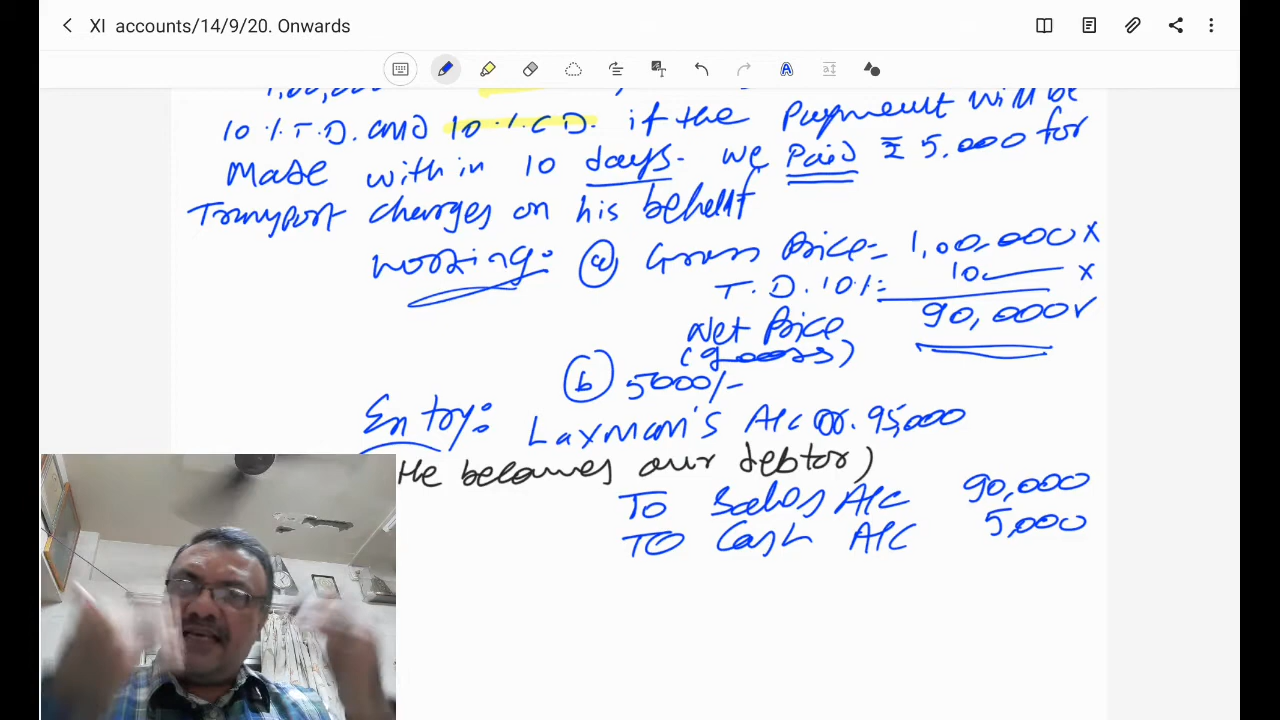 XI accounts/14/9/20. Onwards
1,00,000
10 % T.D. and 10 % C D. if the Payment will be
Made with in 10 days. we Paid ₹ 5,000 for
Transport charges on his behalf
working: (a) Gross Price = 1,00,000 X
T. D. 10% = 10 X
Net Price 90,000 ✓
(goods)
(b) 5000/-
Entry: Laxman's A/c Dr. 95,000
He becomes our debtor)
To Sales A/C 90,000
TO Cash A/C 5,000